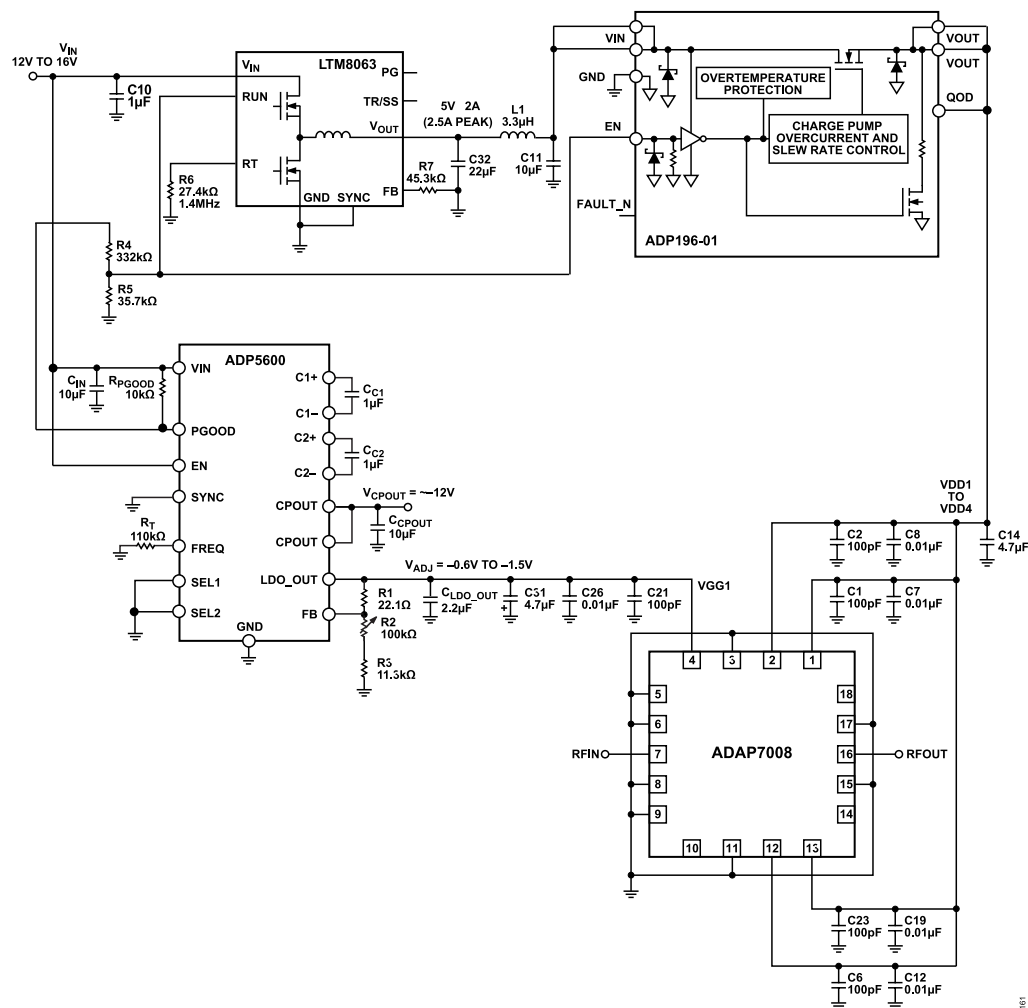 VIN
12V TO 16V
C10
1µF
VIN
LTM8063
RUN
PG
TR/SS
VOUT
RT
FB
GND SYNC
R6
27.4kΩ
1.4MHz
5V 2A
(2.5A PEAK)
L1
3.3µH
R7
45.3kΩ
C32
22µF
C11
10µF
VIN
GND
EN
FAULT_N
OVERTEMPERATURE
PROTECTION
CHARGE PUMP
OVERCURRENT AND
SLEW RATE CONTROL
ADP196-01
VOUT
VOUT
QOD
R4
332kΩ
R5
35.7kΩ
ADP5600
CIN
10µF
RPGOOD
10kΩ
VIN
PGOOD
EN
SYNC
FREQ
SEL1
SEL2
GND
RT
110kΩ
C1+
C1–
C2+
C2–
CPOUT
CPOUT
LDO_OUT
FB
CC1
1µF
CC2
1µF
VCPOUT = ~–12V
CCPOUT
10µF
VADJ = –0.6V TO –1.5V
R1
22.1Ω
R2
100kΩ
R3
11.3kΩ
CLDO_OUT
2.2µF
C31
4.7µF
+
C26
0.01µF
C21
100pF
VGG1
VDD1
TO
VDD4
C2
100pF
C8
0.01µF
C14
4.7µF
C1
100pF
C7
0.01µF
4
3
2
1
5
6
7
8
9
18
17
16
15
14
10
11
12
13
RFIN
ADAP7008
RFOUT
C23
100pF
C19
0.01µF
C6
100pF
C12
0.01µF
161